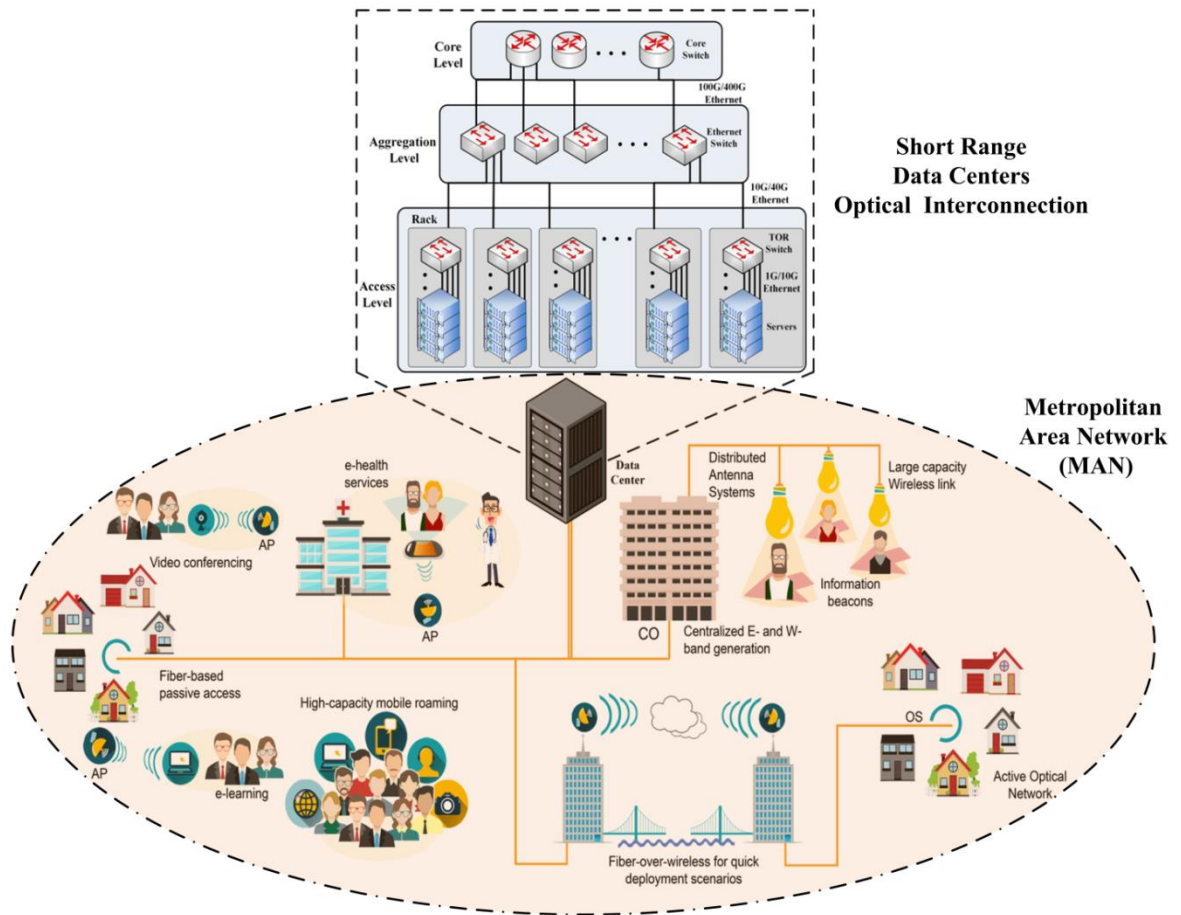 Core
Level
Core
Switch
100G/400G
Ethernet
Aggregation
Level
Ethernet
Switch
10G/40G
Ethernet
Short Range
Data Centers
Optical Interconnection
Rack
TOR
Switch
1G/10G
Ethernet
Access
Level
Servers
Metropolitan
Area Network
(MAN)
Data
Center
e-health
services
Distributed
Antenna
Systems
Large capacity
Wireless link
AP
Video conferencing
Information
beacons
AP
CO
Centralized E- and W-
band generation
Fiber-based
passive access
High-capacity mobile roaming
OS
AP
e-learning
Active Optical
Network
Fiber-over-wireless for quick
deployment scenarios